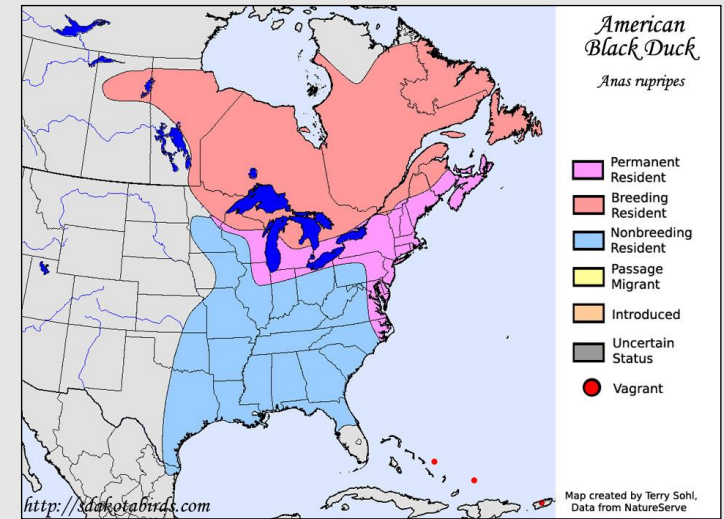 American
Black Duck
Anas rupripes
Permanent
Resident
Breeding
Resident
Nonbreeding
Resident
Passage
Migrant
Introduced
Uncertain
Status
Vagrant
http://sdakotabirds.com
Map created by Terry Sohl,
Data from NatureServe